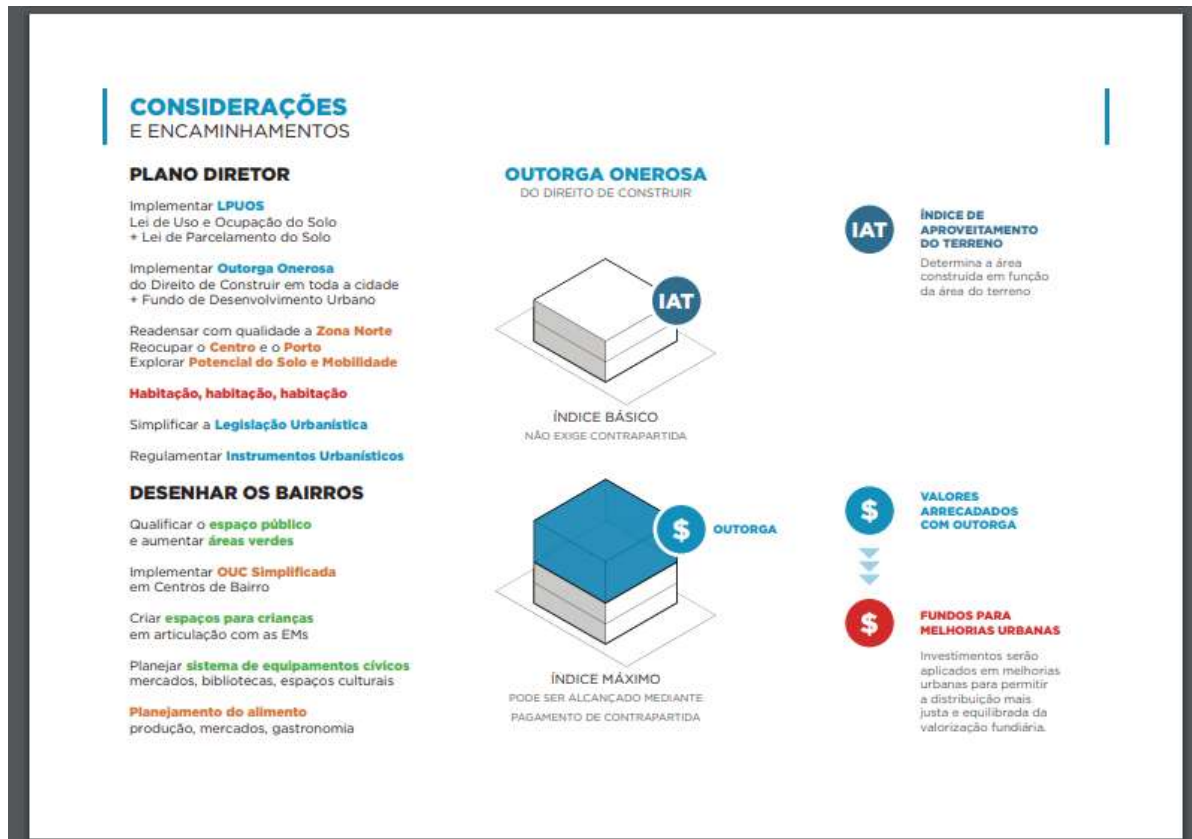 CONSIDERAÇÕES
E ENCAMINHAMENTOS
PLANO DIRETOR
Implementar LPUOS
Lei de Uso e Ocupação do Solo
+ Lei de Parcelamento do Solo
Implementar Outorga Onerosa
do Direito de Construir em toda a cidade
+ Fundo de Desenvolvimento Urbano
Readensar com qualidade a Zona Norte
Reocupar o Centro e o Porto
Explorar Potencial do Solo e Mobilidade
Habitação, habitação, habitação
Simplificar a Legislação Urbanística
Regulamentar Instrumentos Urbanísticos
DESENHAR OS BAIRROS
Qualificar o espaço público
e aumentar áreas verdes
Implementar OUC Simplificada
em Centros de Bairro
Criar espaços para crianças
em articulação com as EMs
Planejar sistema de equipamentos cívicos
mercados, bibliotecas, espaços culturais
Planejamento do alimento
produção, mercados, gastronomia
OUTORGA ONEROSA
DO DIREITO DE CONSTRUIR
IAT
ÍNDICE BÁSICO
NÃO EXIGE CONTRAPARTIDA
$
OUTORGA
ÍNDICE MÁXIMO
PODE SER ALCANÇADO MEDIANTE
PAGAMENTO DE CONTRAPARTIDA
IAT
ÍNDICE DE
APROVEITAMENTO
DO TERRENO
Determina a área
construída em função
da área do terreno
$
VALORES
ARRECADADOS
COM OUTORGA
$
FUNDOS PARA
MELHORIAS URBANAS
Investimentos serão
aplicados em melhorias
urbanas para permitir
a distribuição mais
justa e equilibrada da
valorização fundiária.